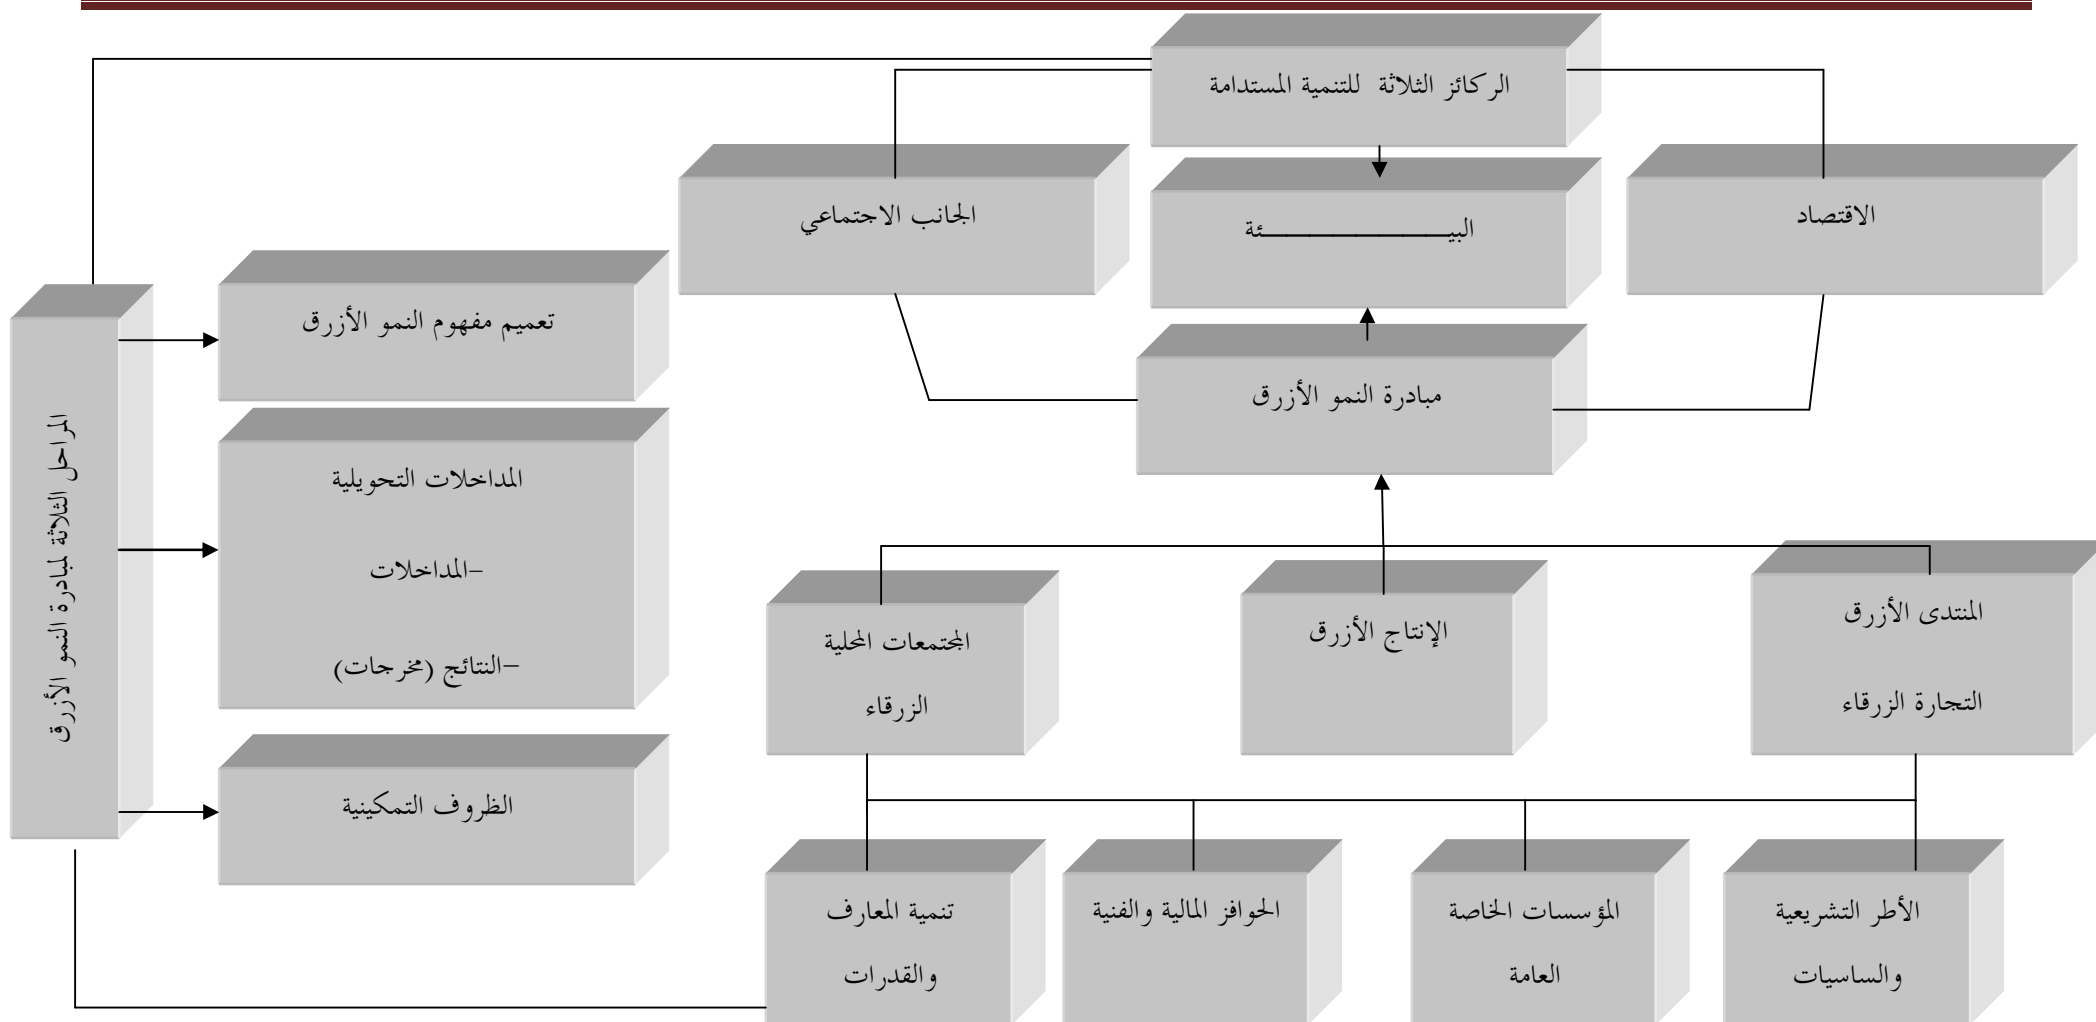 الركائز الثلاثة للتنمية المستدامة
الاقتصاد
البيـــــــــــــــئة
الجانب الاجتماعي
مبادرة النمو الأزرق
المنتدى الأزرق
التجارة الزرقاء
الإنتاج الأزرق
المجتمعات المحلية
الزرقاء
الأطر التشريعية
والساسيات
المؤسسات الخاصة
العامة
الحوافز المالية والفنية
تنمية المعارف
والقدرات
تعميم مفهوم النمو الأزرق
المداخلات التحويلية
-المداخلات
-النتائج (مخرجات)
الظروف التمكينية
المراحل الثلاثة لمبادرة النمو الأزرق